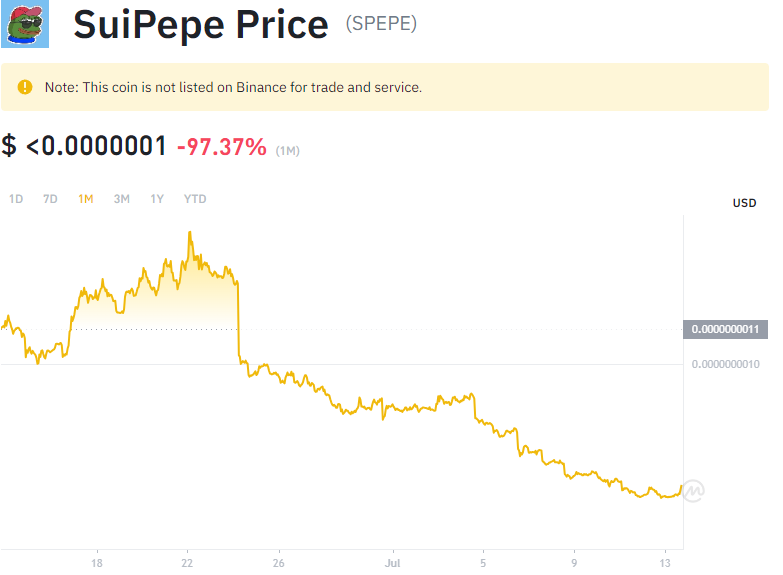 SuiPepe Price (SPEPE)
Note: This coin is not listed on Binance for trade and service.
$ <0.0000001 -97.37% (1M)
1D 7D 1M 3M 1Y YTD
USD
0.0000000011
0.0000000010
18 22 26 Jul 5 9 13